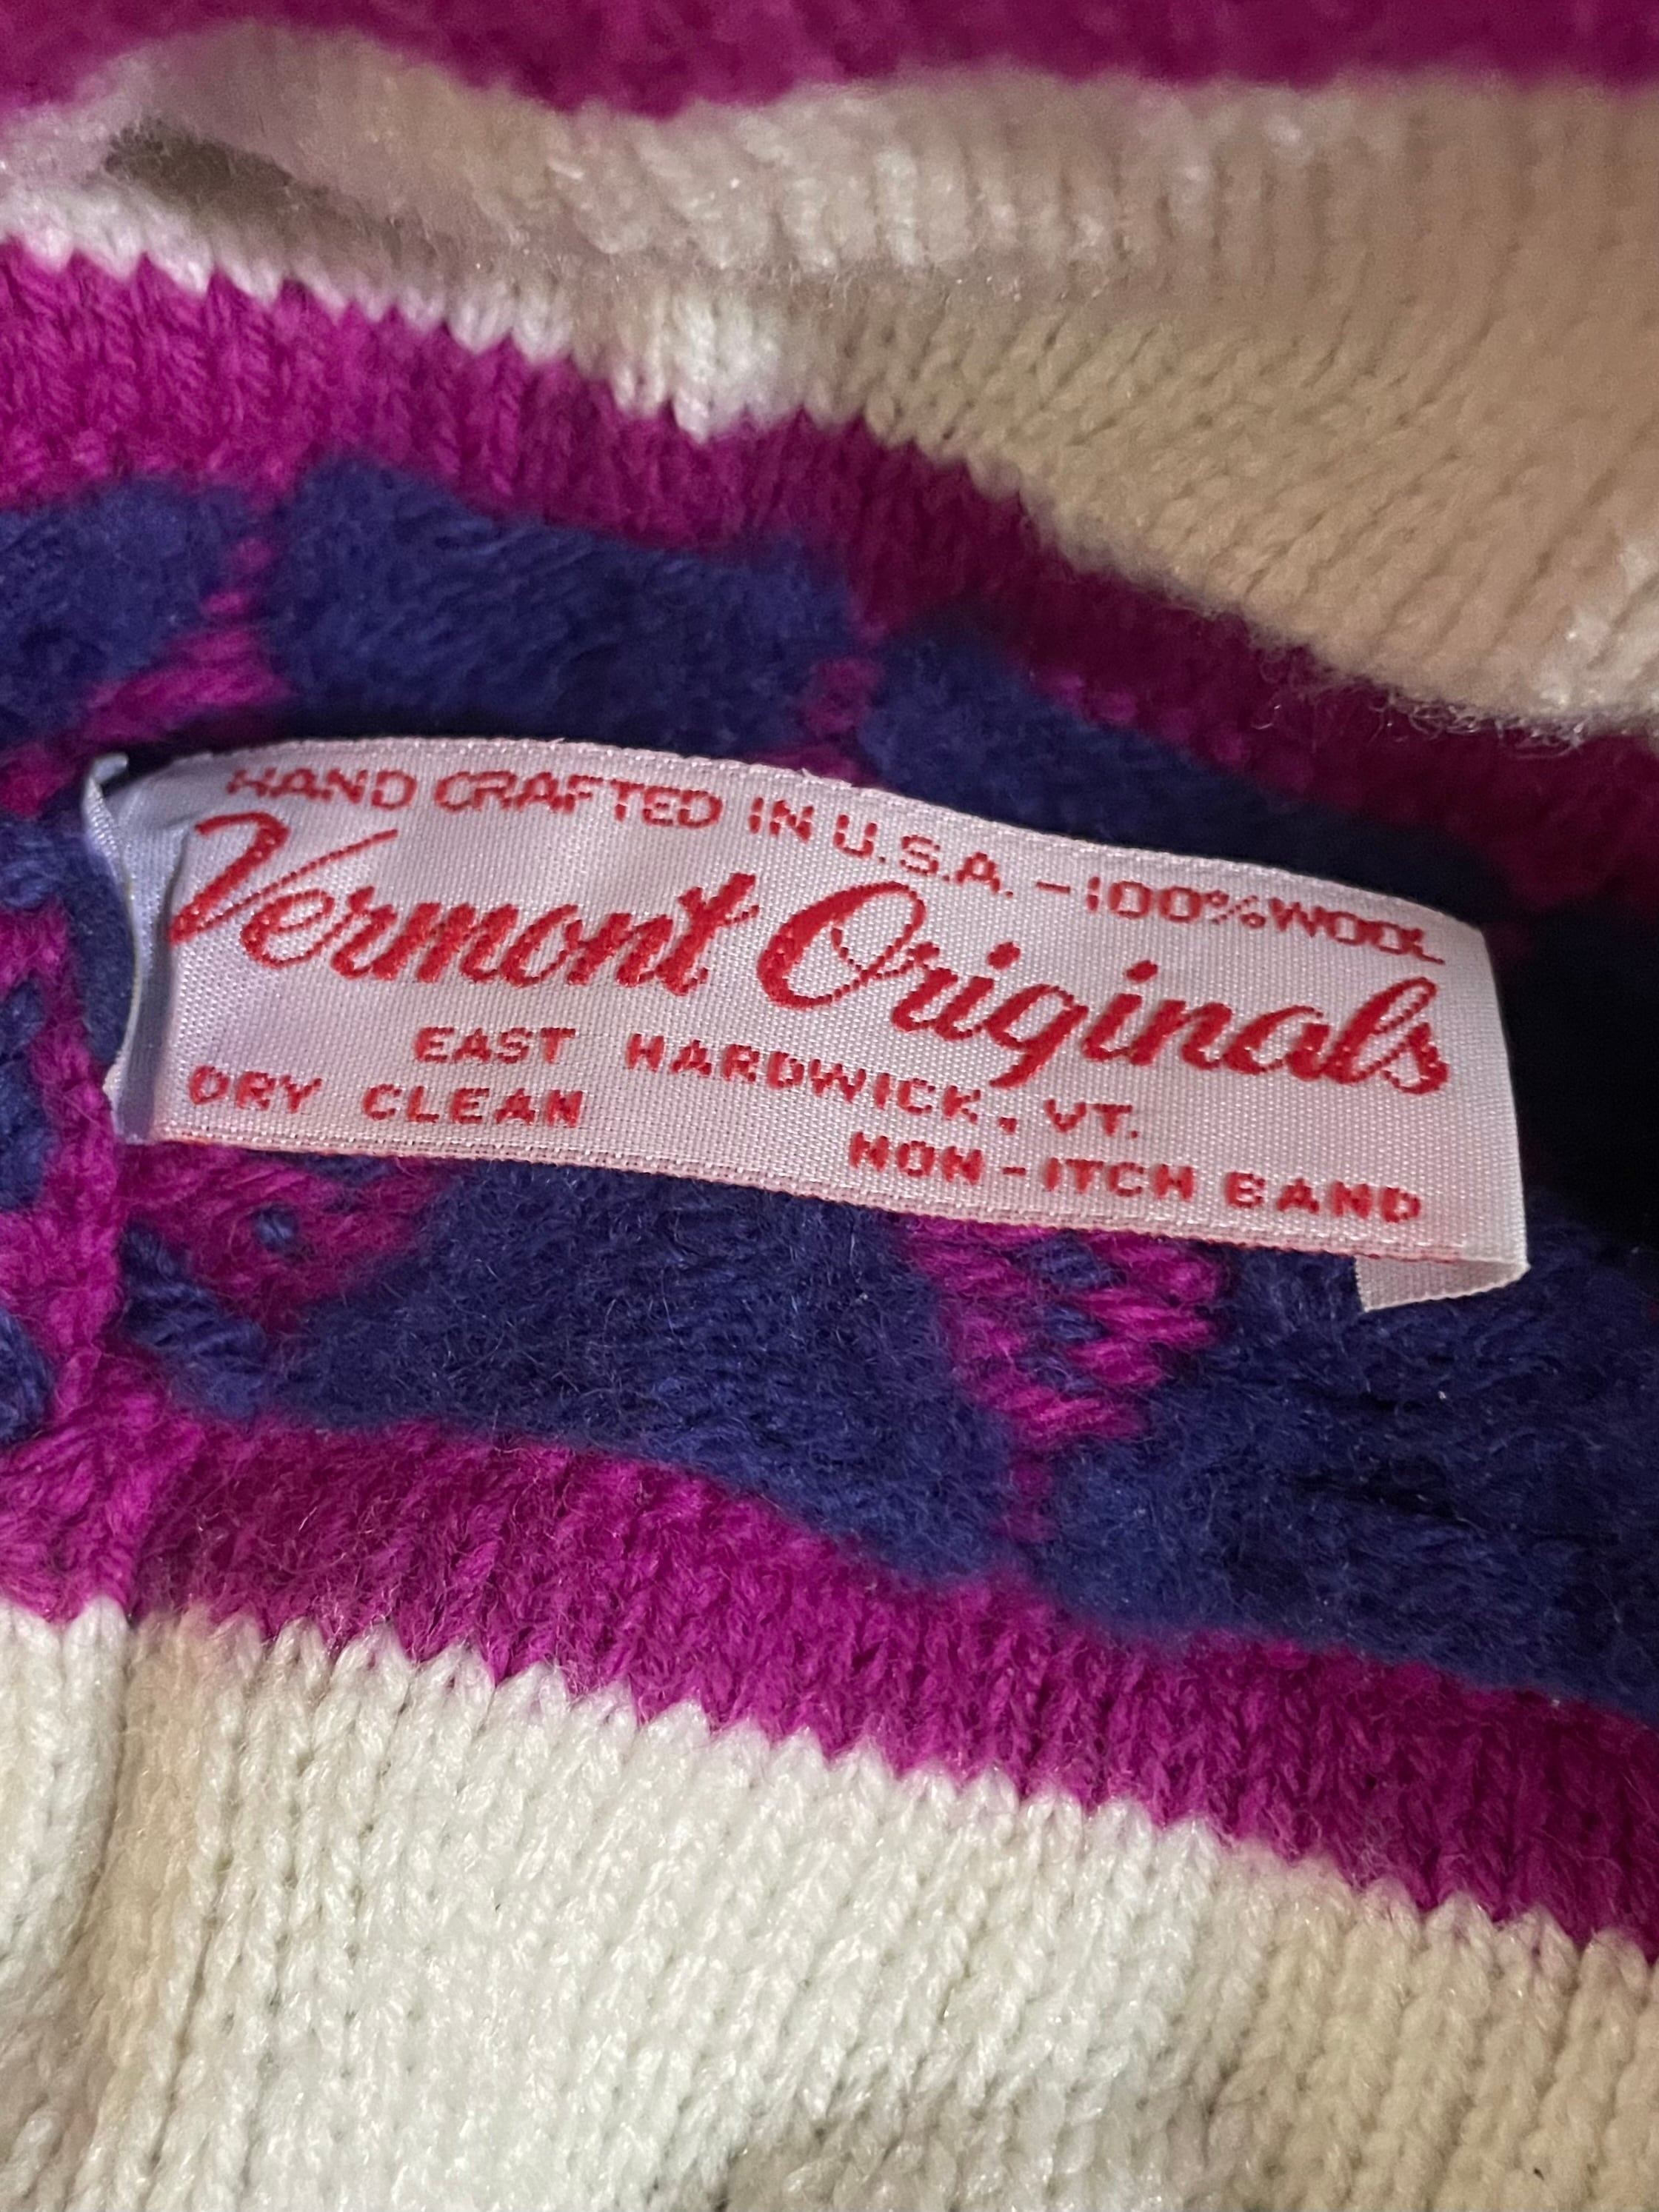 HAND CRAFTED IN U.S.A. - 100% WOOL
Vermont Originals
EAST HARDWICK, VT.
DRY CLEAN NON-ITCH BAND